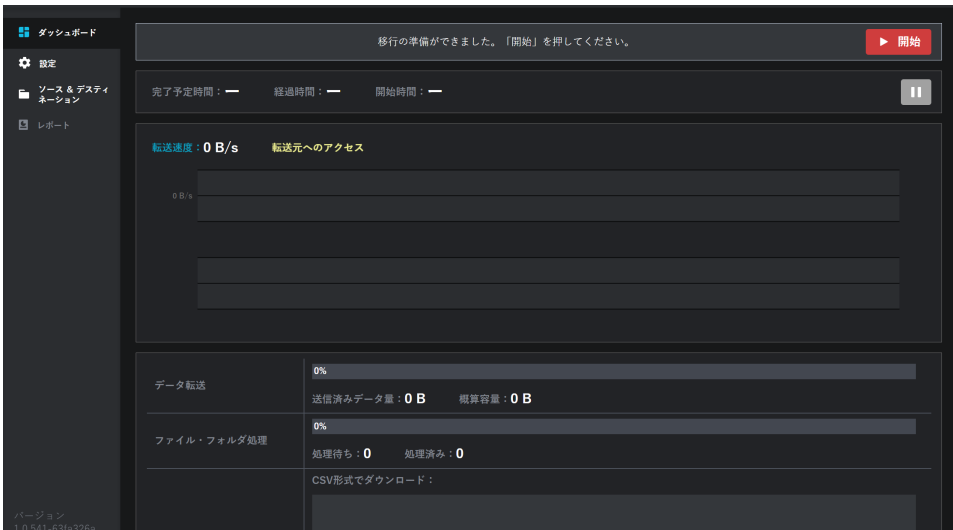 ダッシュボード
移行の準備ができました。「開始」を押してください。
開始
設定
ソース & デスティ
ネーション
レポート
完了予定時間：ー
経過時間：ー
開始時間：ー
転送速度：0 B/s
転送元へのアクセス
0 B/s
データ転送
0%
送信済みデータ量：0 B
概算容量：0 B
ファイル・フォルダ処理
0%
処理待ち：0
処理済み：0
CSV形式でダウンロード：
バージョン
1.0.541-63fa326a